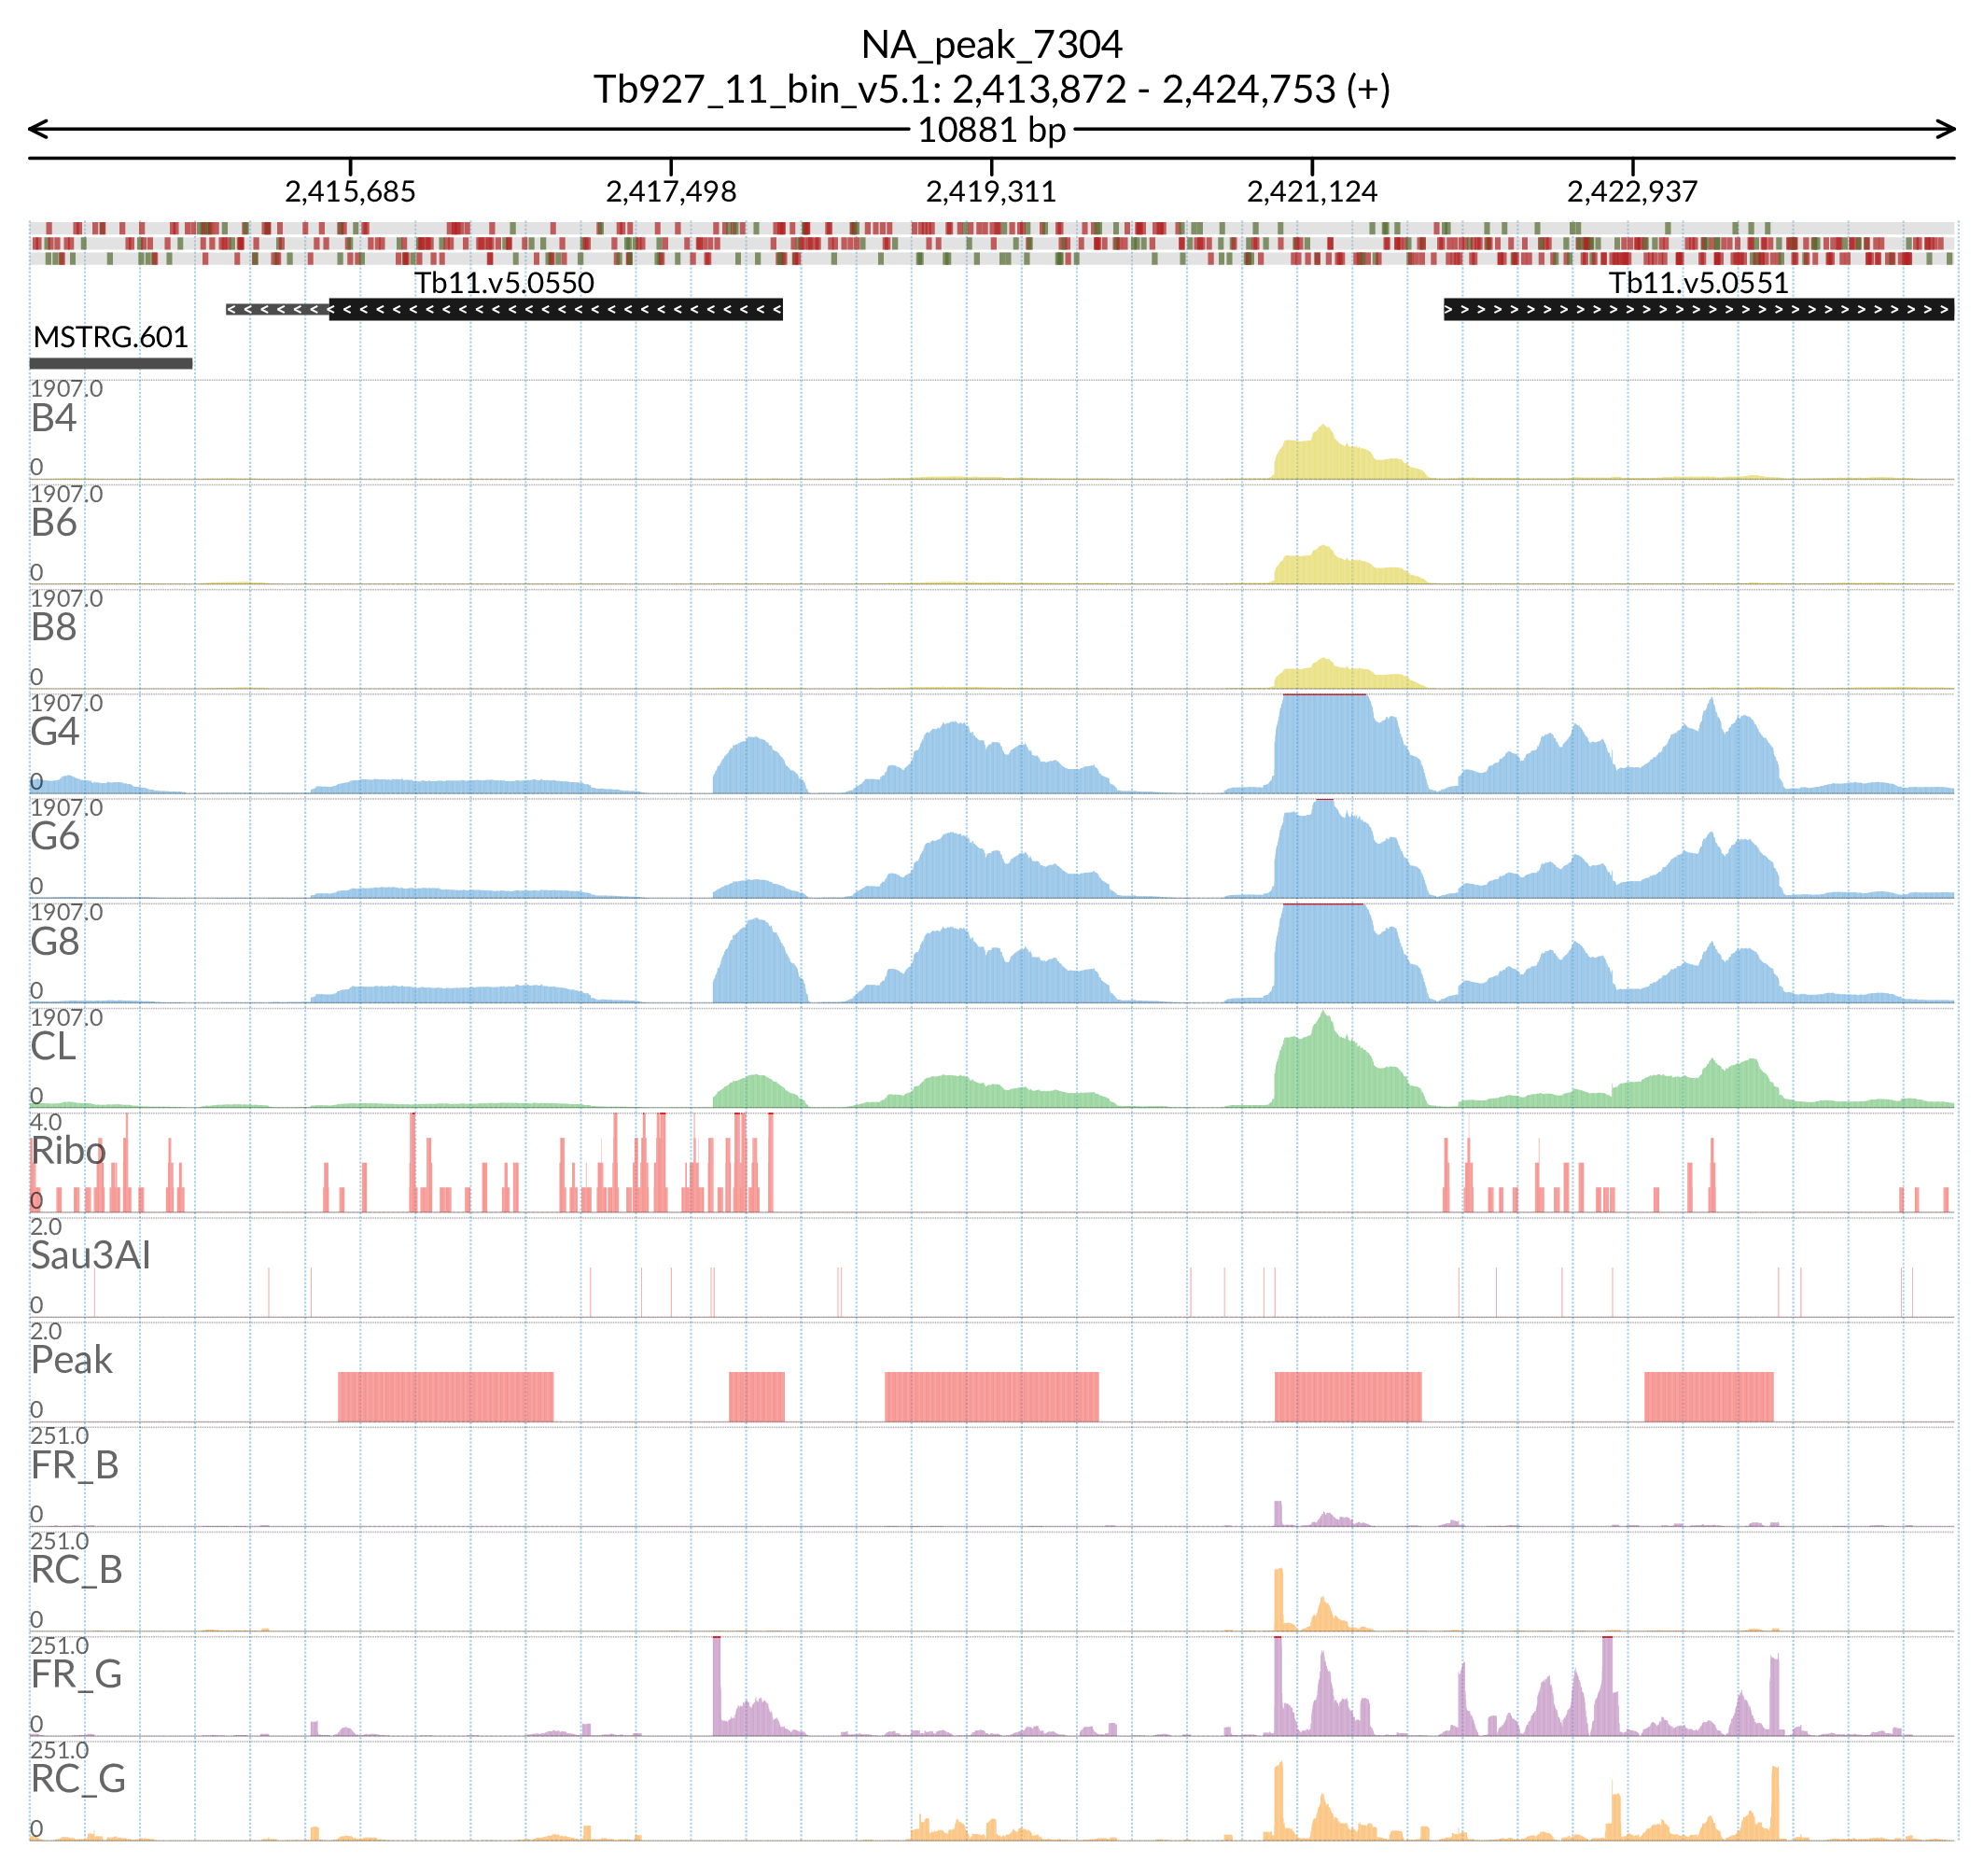 NA_peak_7304
Tb927_11_bin_v5.1: 2,413,872 - 2,424,753 (+)
10881 bp
2,415,685 2,417,498 2,419,311 2,421,124 2,422,937
Tb11.v5.0550 Tb11.v5.0551
MSTRG.601
1907.0
B4
0
1907.0
B6
0
1907.0
B8
0
1907.0
G4
0
1907.0
G6
0
1907.0
G8
0
1907.0
CL
0
4.0
Ribo
0
2.0
Sau3AI
0
2.0
Peak
0
251.0
FR_B
0
251.0
RC_B
0
251.0
FR_G
0
251.0
RC_G
0